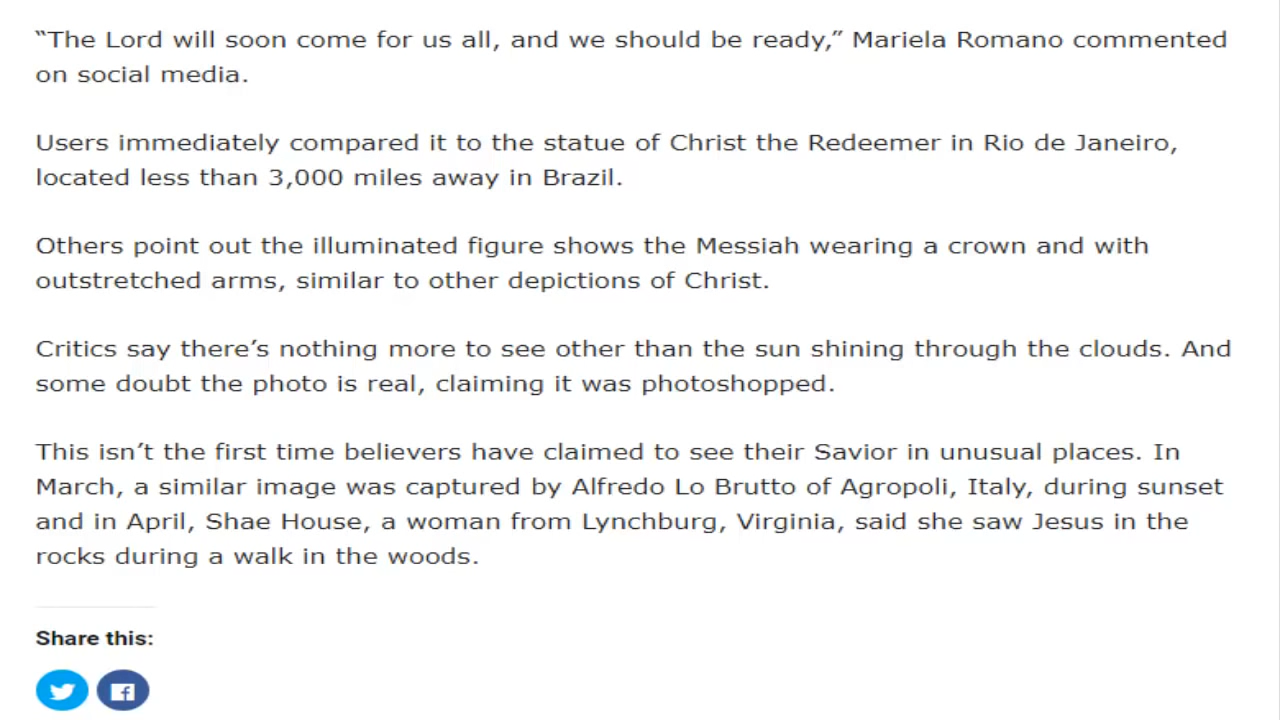 “The Lord will soon come for us all, and we should be ready,” Mariela Romano commented
on social media.
Users immediately compared it to the statue of Christ the Redeemer in Rio de Janeiro,
located less than 3,000 miles away in Brazil.
Others point out the illuminated figure shows the Messiah wearing a crown and with
outstretched arms, similar to other depictions of Christ.
Critics say there’s nothing more to see other than the sun shining through the clouds. And
some doubt the photo is real, claiming it was photoshopped.
This isn’t the first time believers have claimed to see their Savior in unusual places. In
March, a similar image was captured by Alfredo Lo Brutto of Agropoli, Italy, during sunset
and in April, Shae House, a woman from Lynchburg, Virginia, said she saw Jesus in the
rocks during a walk in the woods.
Share this: